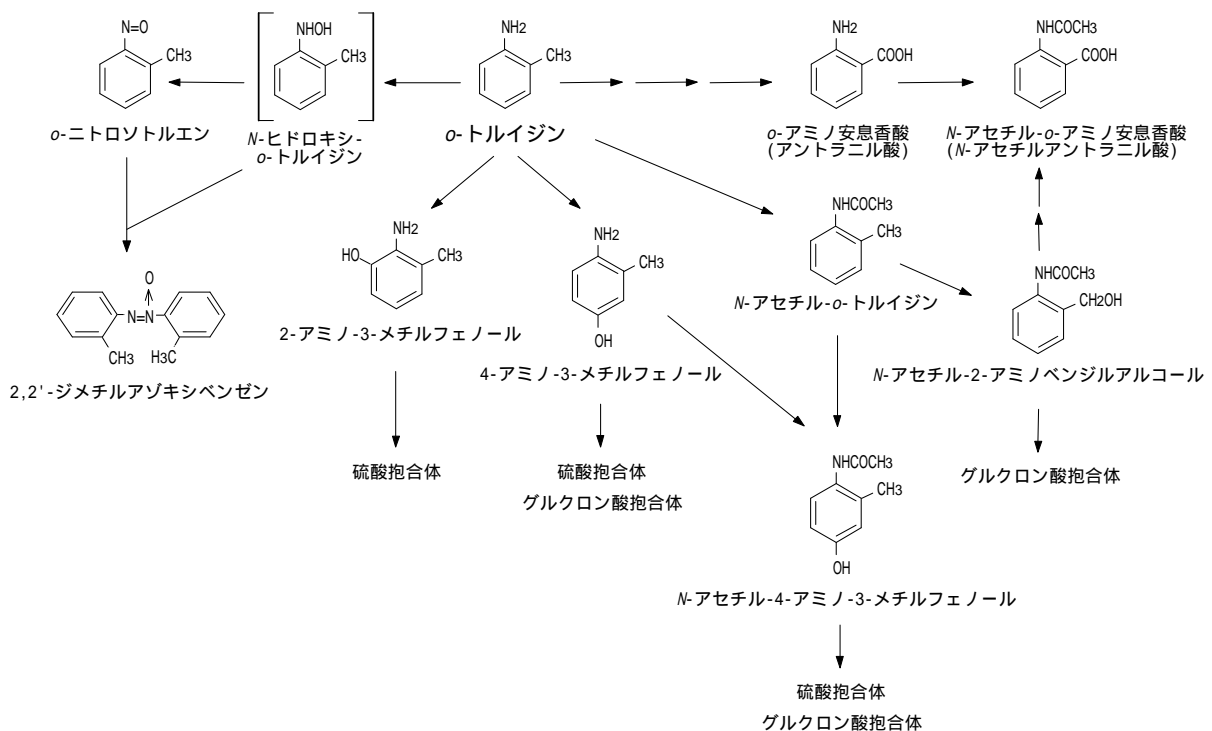 N=O
CH3
o-ニトロソトルエン
NHOH
CH3
N-ヒドロキシ-
o-トルイジン
NH2
CH3
o-トルイジン
NH2
COOH
o-アミノ安息香酸
(アントラニル酸)
NHCOCH3
COOH
N-アセチル-o-アミノ安息香酸
(N-アセチルアントラニル酸)
O
N=N
CH3
H3C
2,2'-ジメチルアゾキシベンゼン
NH2
HO
CH3
2-アミノ-3-メチルフェノール
硫酸抱合体
NH2
CH3
OH
4-アミノ-3-メチルフェノール
硫酸抱合体
グルクロン酸抱合体
NHCOCH3
CH3
N-アセチル-o-トルイジン
NHCOCH3
CH2OH
N-アセチル-2-アミノベンジルアルコール
グルクロン酸抱合体
NHCOCH3
CH3
OH
N-アセチル-4-アミノ-3-メチルフェノール
硫酸抱合体
グルクロン酸抱合体